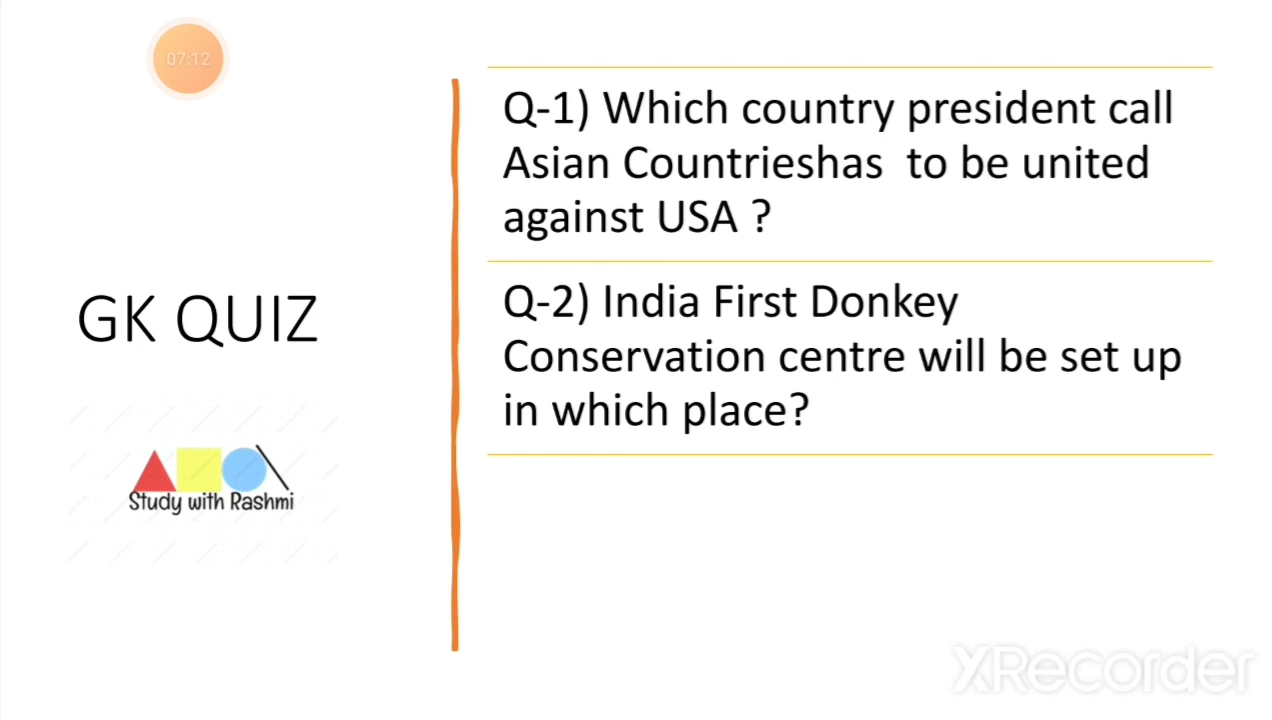 07:12
Q-1) Which country president call
Asian Countrieshas to be united
against USA ?
GK QUIZ
Q-2) India First Donkey
Conservation centre will be set up
in which place?
Study with Rashmi
XRecorder